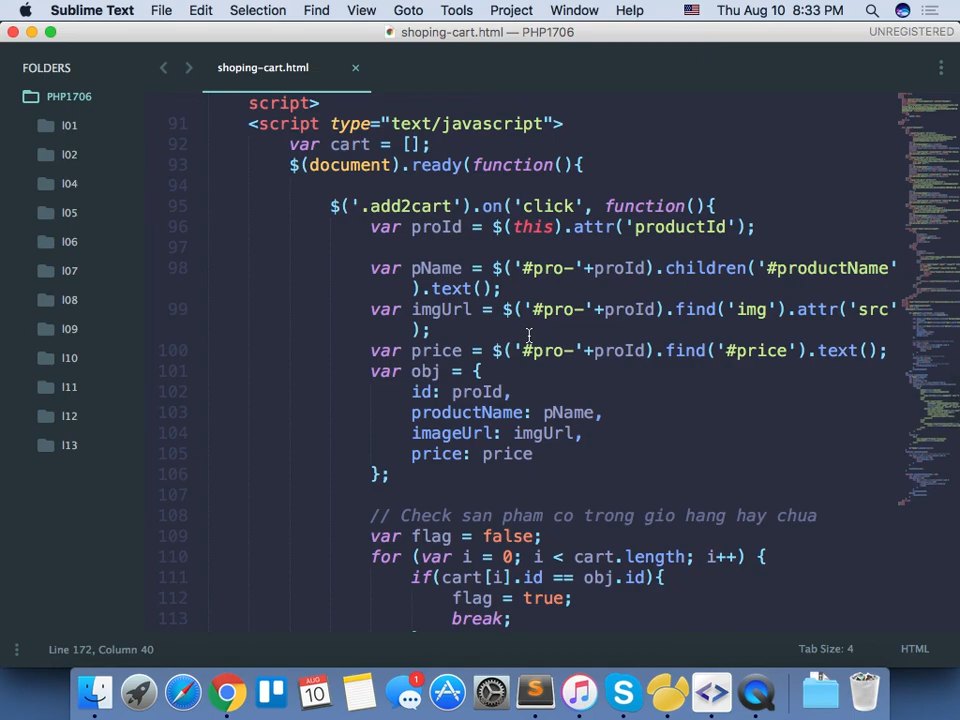 Sublime Text File Edit Selection Find View Goto Tools Project Window Help Thu Aug 10 8:33 PM
shoping-cart.html — PHP1706 UNREGISTERED
FOLDERS
PHP1706
l01
l02
l04
l05
l06
l07
l08
l09
l10
l11
l12
l13
shoping-cart.html ×
script>
91 <script type="text/javascript">
92 var cart = [];
93 $(document).ready(function(){
94
95 $('.add2cart').on('click', function(){
96 var proId = $(this).attr('productId');
97
98 var pName = $('#pro-'+proId).children('#productName'
).text();
99 var imgUrl = $('#pro-'+proId).find('img').attr('src'
);
100 var price = $('#pro-'+proId).find('#price').text();
101 var obj = {
102 id: proId,
103 productName: pName,
104 imageUrl: imgUrl,
105 price: price
106 };
107
108 // Check san pham co trong gio hang hay chua
109 var flag = false;
110 for (var i = 0; i < cart.length; i++) {
111 if(cart[i].id == obj.id){
112 flag = true;
113 break;
Line 172, Column 40 Tab Size: 4 HTML
AUG
10
1